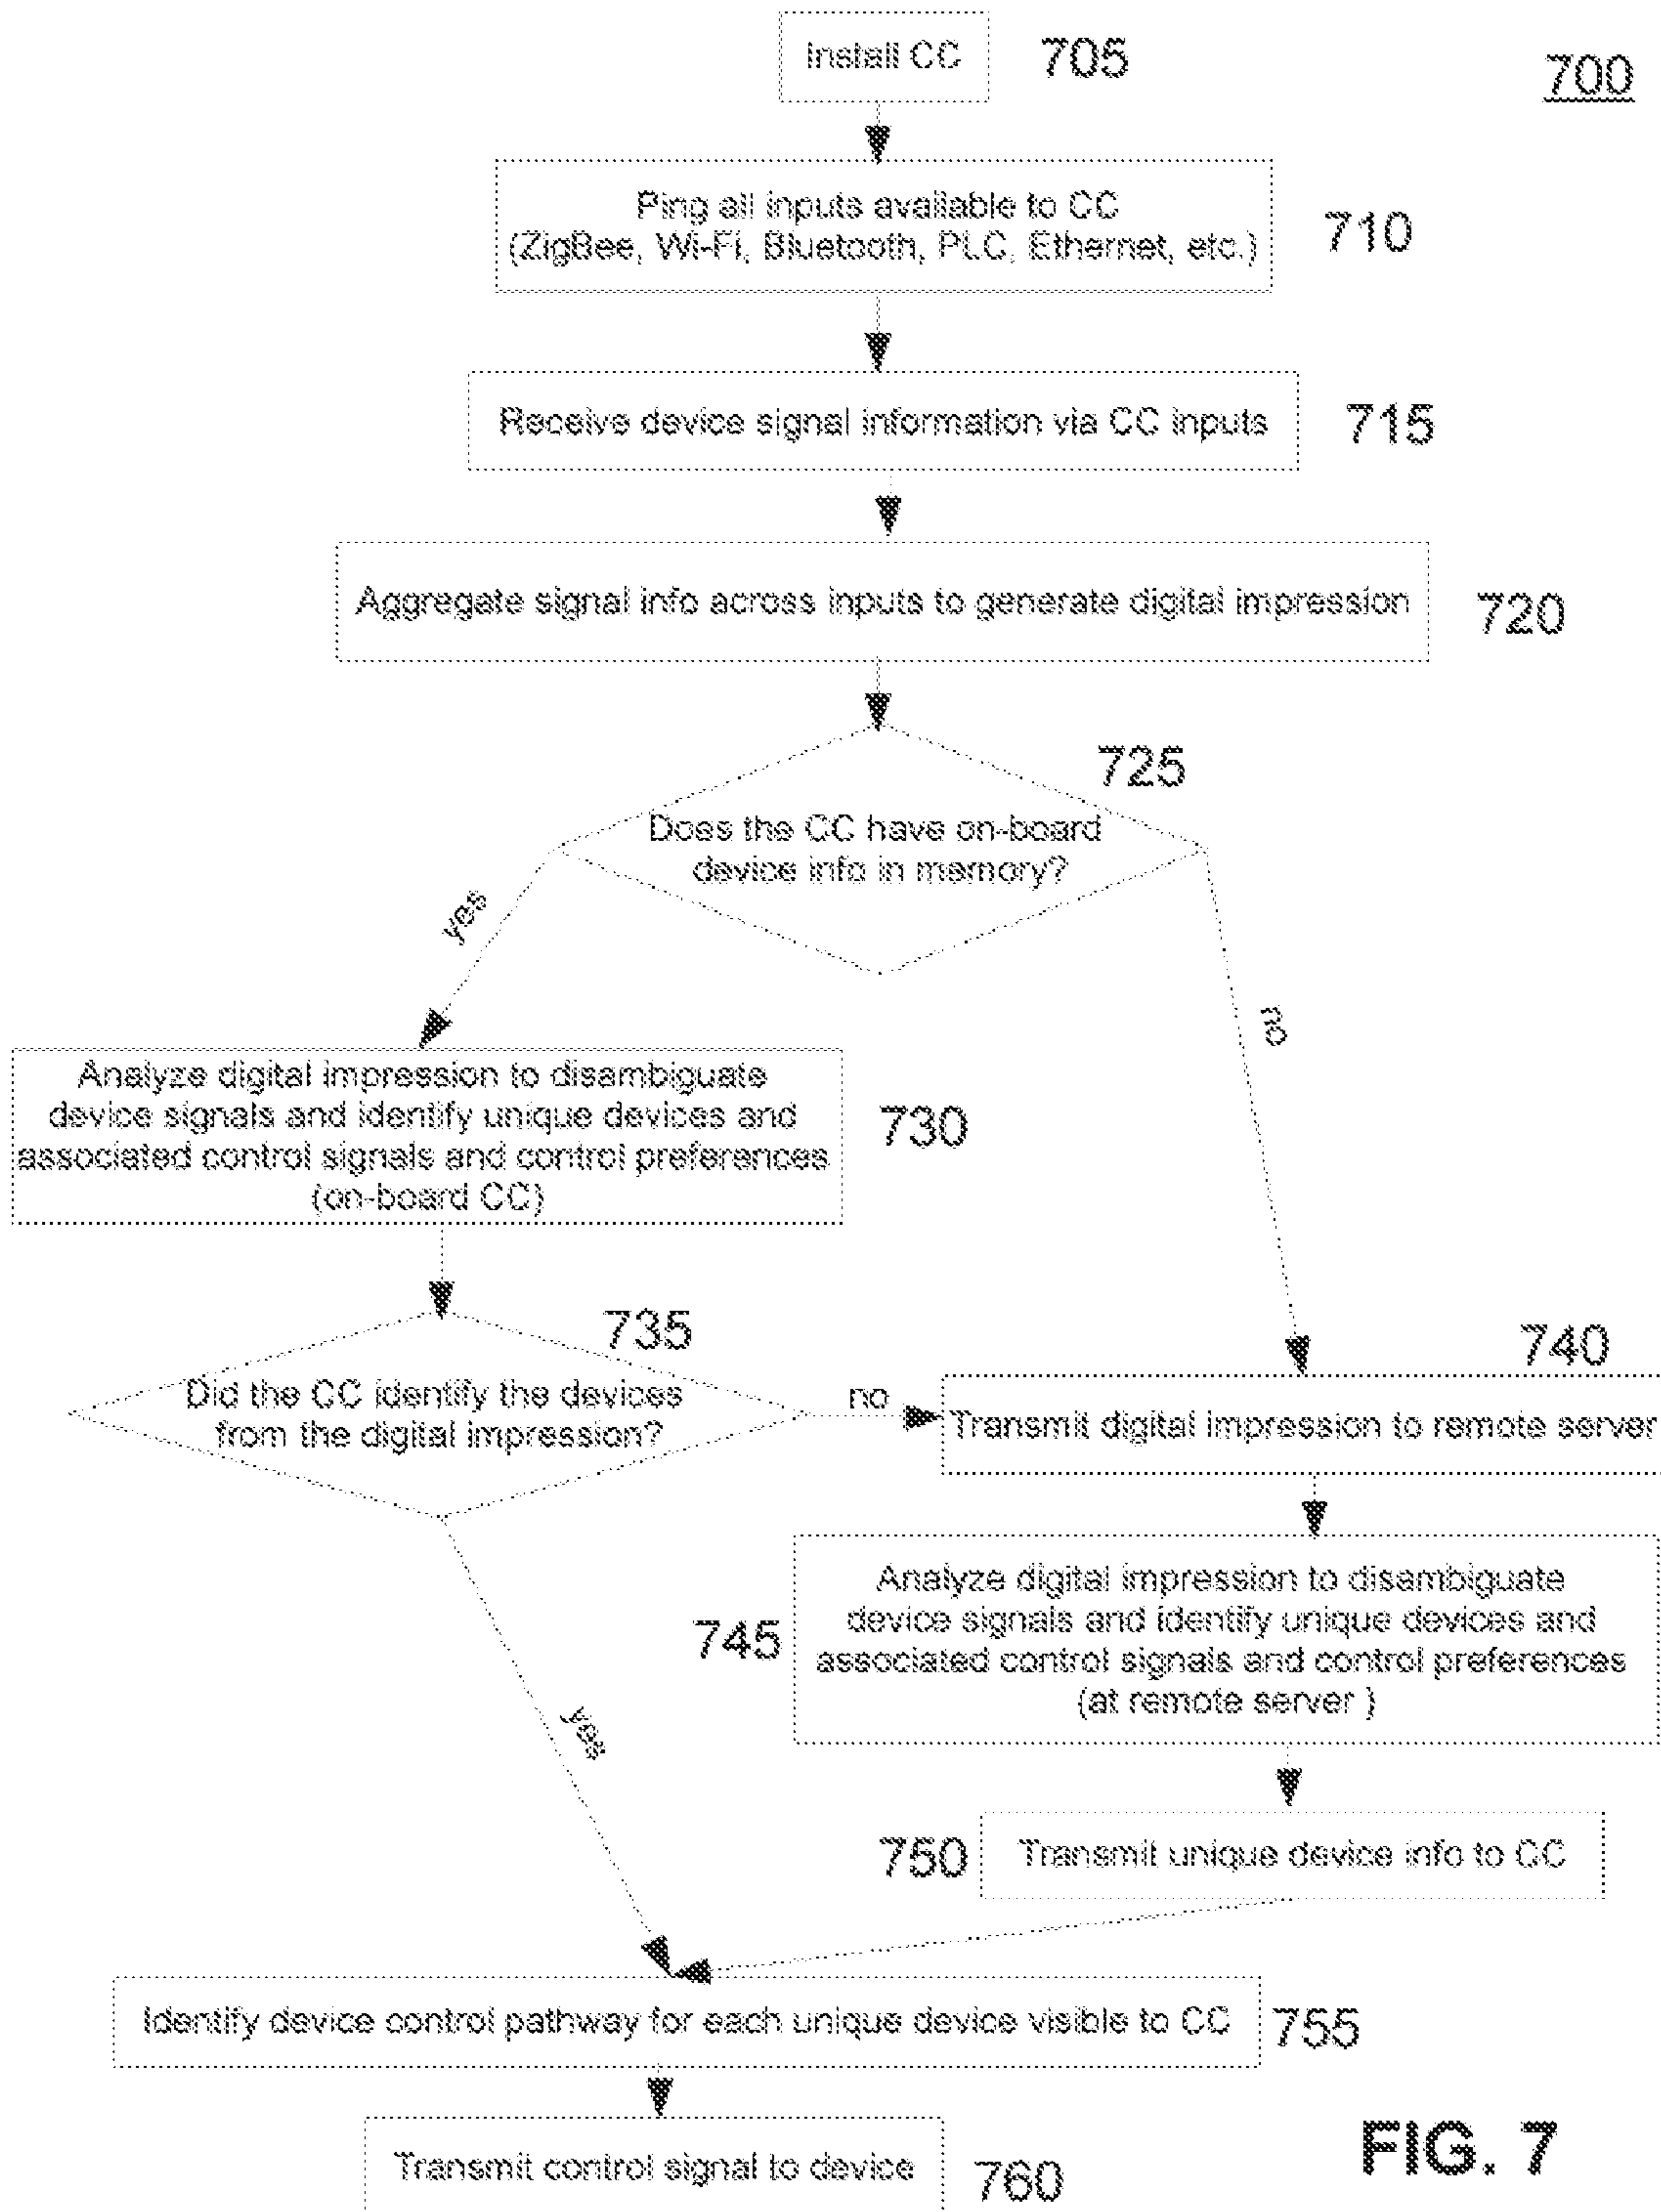 Install CC
705
700
Ping all inputs available to CC
(ZigBee, Wi-Fi, Bluetooth, PLC, Ethernet, etc.)
710
Receive device signal information via CC inputs
715
Aggregate signal info across inputs to generate digital impression
720
725
Does the CC have on-board
device info in memory?
yes
no
Analyze digital impression to disambiguate
device signals and identify unique devices and
associated control signals and control preferences
(on-board CC)
730
735
Did the CC identify the devices
from the digital impression?
no
740
Transmit digital impression to remote server
745
Analyze digital impression to disambiguate
device signals and identify unique devices and
associated control signals and control preferences
(at remote server )
yes
750
Transmit unique device info to CC
Identify device control pathway for each unique device visible to CC
755
Transmit control signal to device
760
FIG. 7